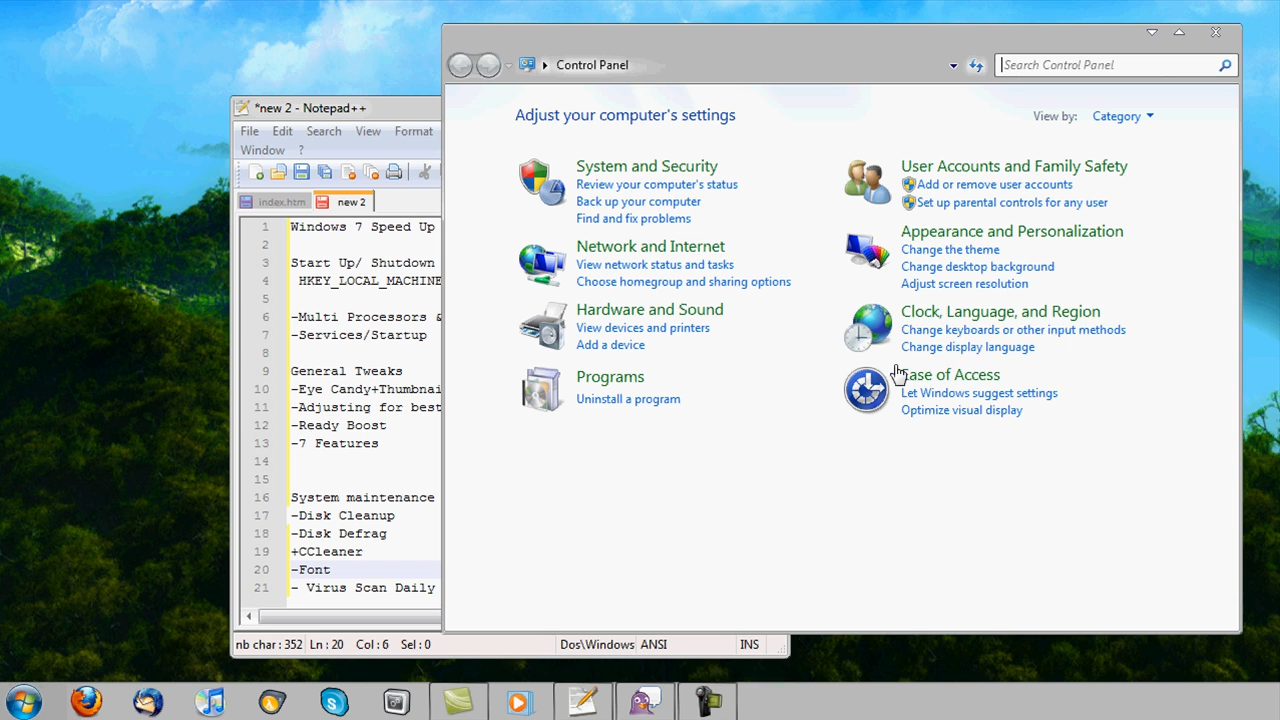 *new 2 - Notepad++
File Edit Search View Format
Window ?
index.htm new 2
1 Windows 7 Speed Up
2
3 Start Up/ Shutdown
4 HKEY_LOCAL_MACHINE
5
6 -Multi Processors &
7 -Services/Startup
8
9 General Tweaks
10 -Eye Candy+Thumbnai
11 -Adjusting for best
12 -Ready Boost
13 -7 Features
14
15
16 System maintenance
17 -Disk Cleanup
18 -Disk Defrag
19 +CCleaner
20 -Font
21 - Virus Scan Daily
nb char : 352 Ln : 20 Col : 6 Sel : 0 Dos\Windows ANSI INS
Control Panel
Search Control Panel
Adjust your computer's settings
View by: Category
System and Security
Review your computer's status
Back up your computer
Find and fix problems
Network and Internet
View network status and tasks
Choose homegroup and sharing options
Hardware and Sound
View devices and printers
Add a device
Programs
Uninstall a program
User Accounts and Family Safety
Add or remove user accounts
Set up parental controls for any user
Appearance and Personalization
Change the theme
Change desktop background
Adjust screen resolution
Clock, Language, and Region
Change keyboards or other input methods
Change display language
Ease of Access
Let Windows suggest settings
Optimize visual display